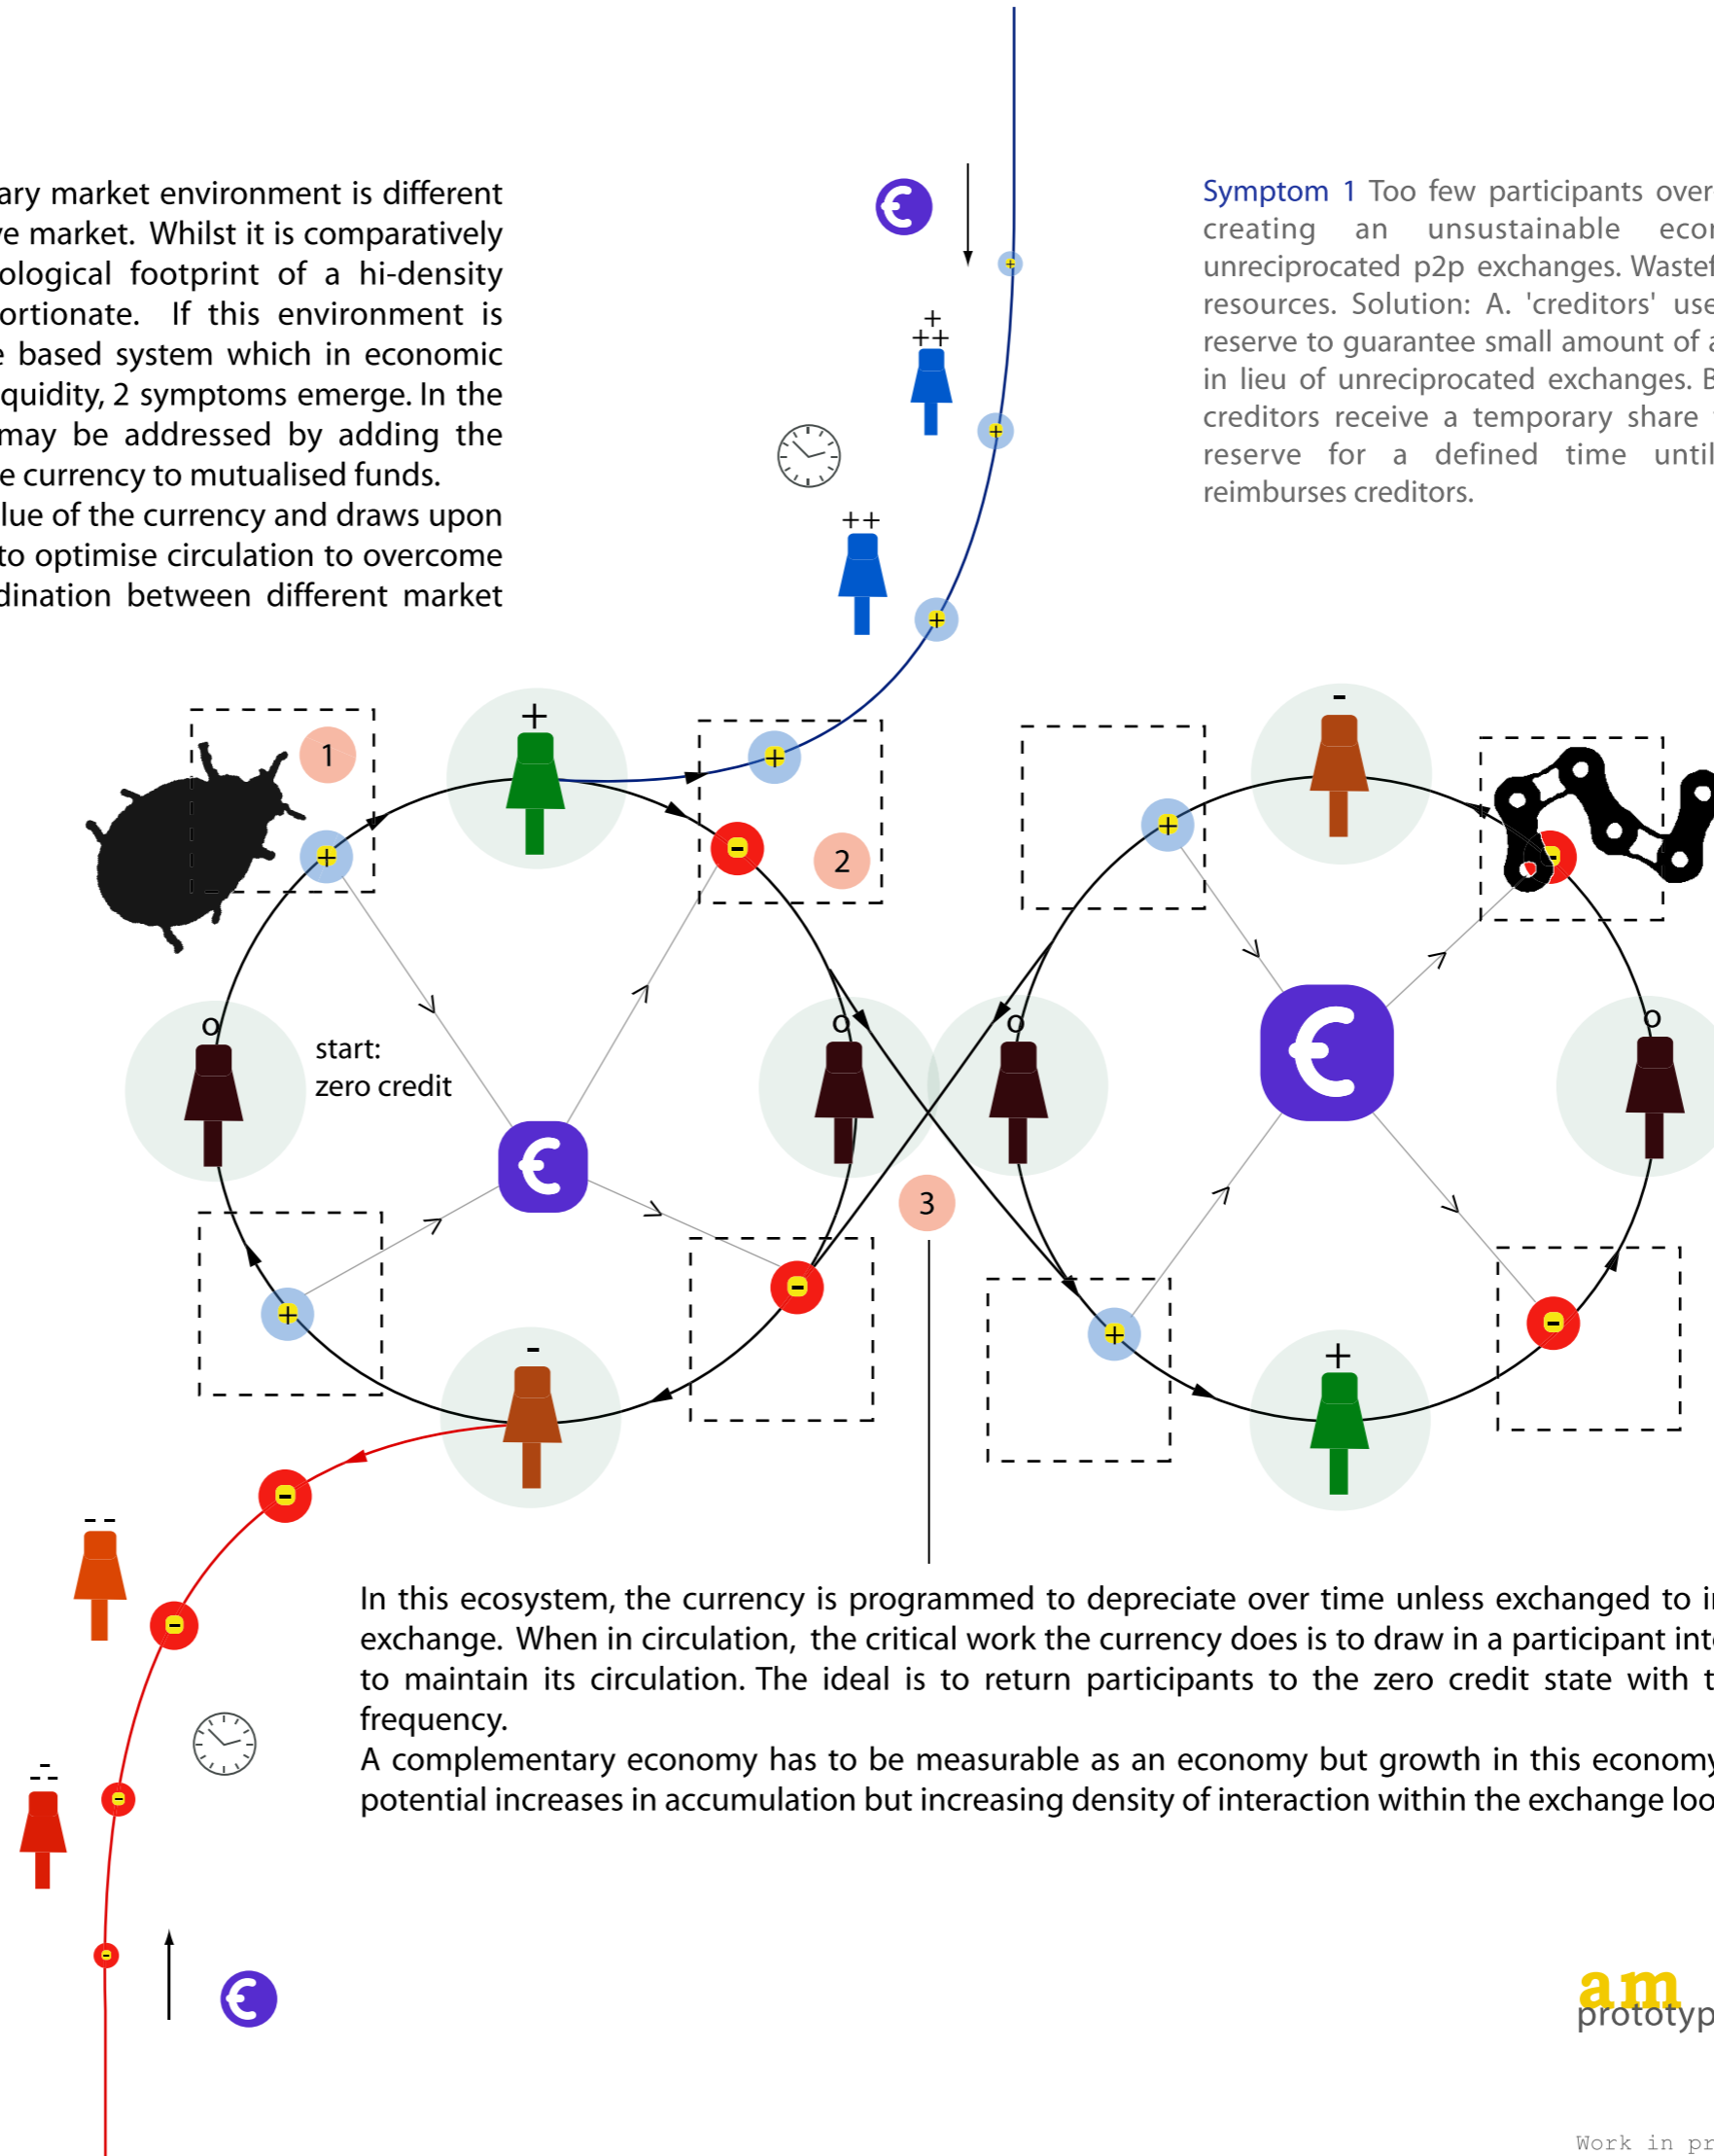 ary market environment is different
ve market. Whilst it is comparatively
ological footprint of a hi-density
ortionate. If this environment is
e based system which in economic
quidity, 2 symptoms emerge. In the
may be addressed by adding the
e currency to mutualised funds.
lue of the currency and draws upon
to optimise circulation to overcome
dination between different market
Symptom 1 Too few participants over
creating an unsustainable econ
unreciprocated p2p exchanges. Wastef
resources. Solution: A. 'creditors' use
reserve to guarantee small amount of a
in lieu of unreciprocated exchanges. B
creditors receive a temporary share
reserve for a defined time until
reimburses creditors.
€
+
++
++
+
+
+
+
+
-
1
+
+
-
2
+
-
o
start:
zero credit
o
o
o
€
€
3
+
-
+
-
-
+
-
--
-
-
--
-
-
€
In this ecosystem, the currency is programmed to depreciate over time unless exchanged to i
exchange. When in circulation, the critical work the currency does is to draw in a participant int
to maintain its circulation. The ideal is to return participants to the zero credit state with t
frequency.
A complementary economy has to be measurable as an economy but growth in this economy
potential increases in accumulation but increasing density of interaction within the exchange loo
am
prototyp
Work in pr